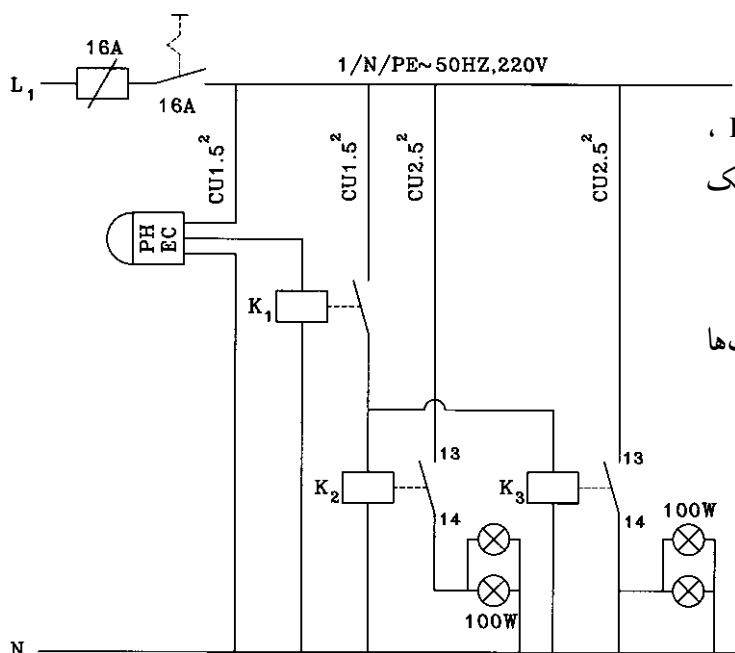 16A
L₁
16A
1/N/PE~50HZ,220V
CU1.5²
CU1.5²
CU2.5²
CU2.5²
PH
EC
K₁
K₂
13
14
K₃
13
14
100W
100W
N
،
ک
ها